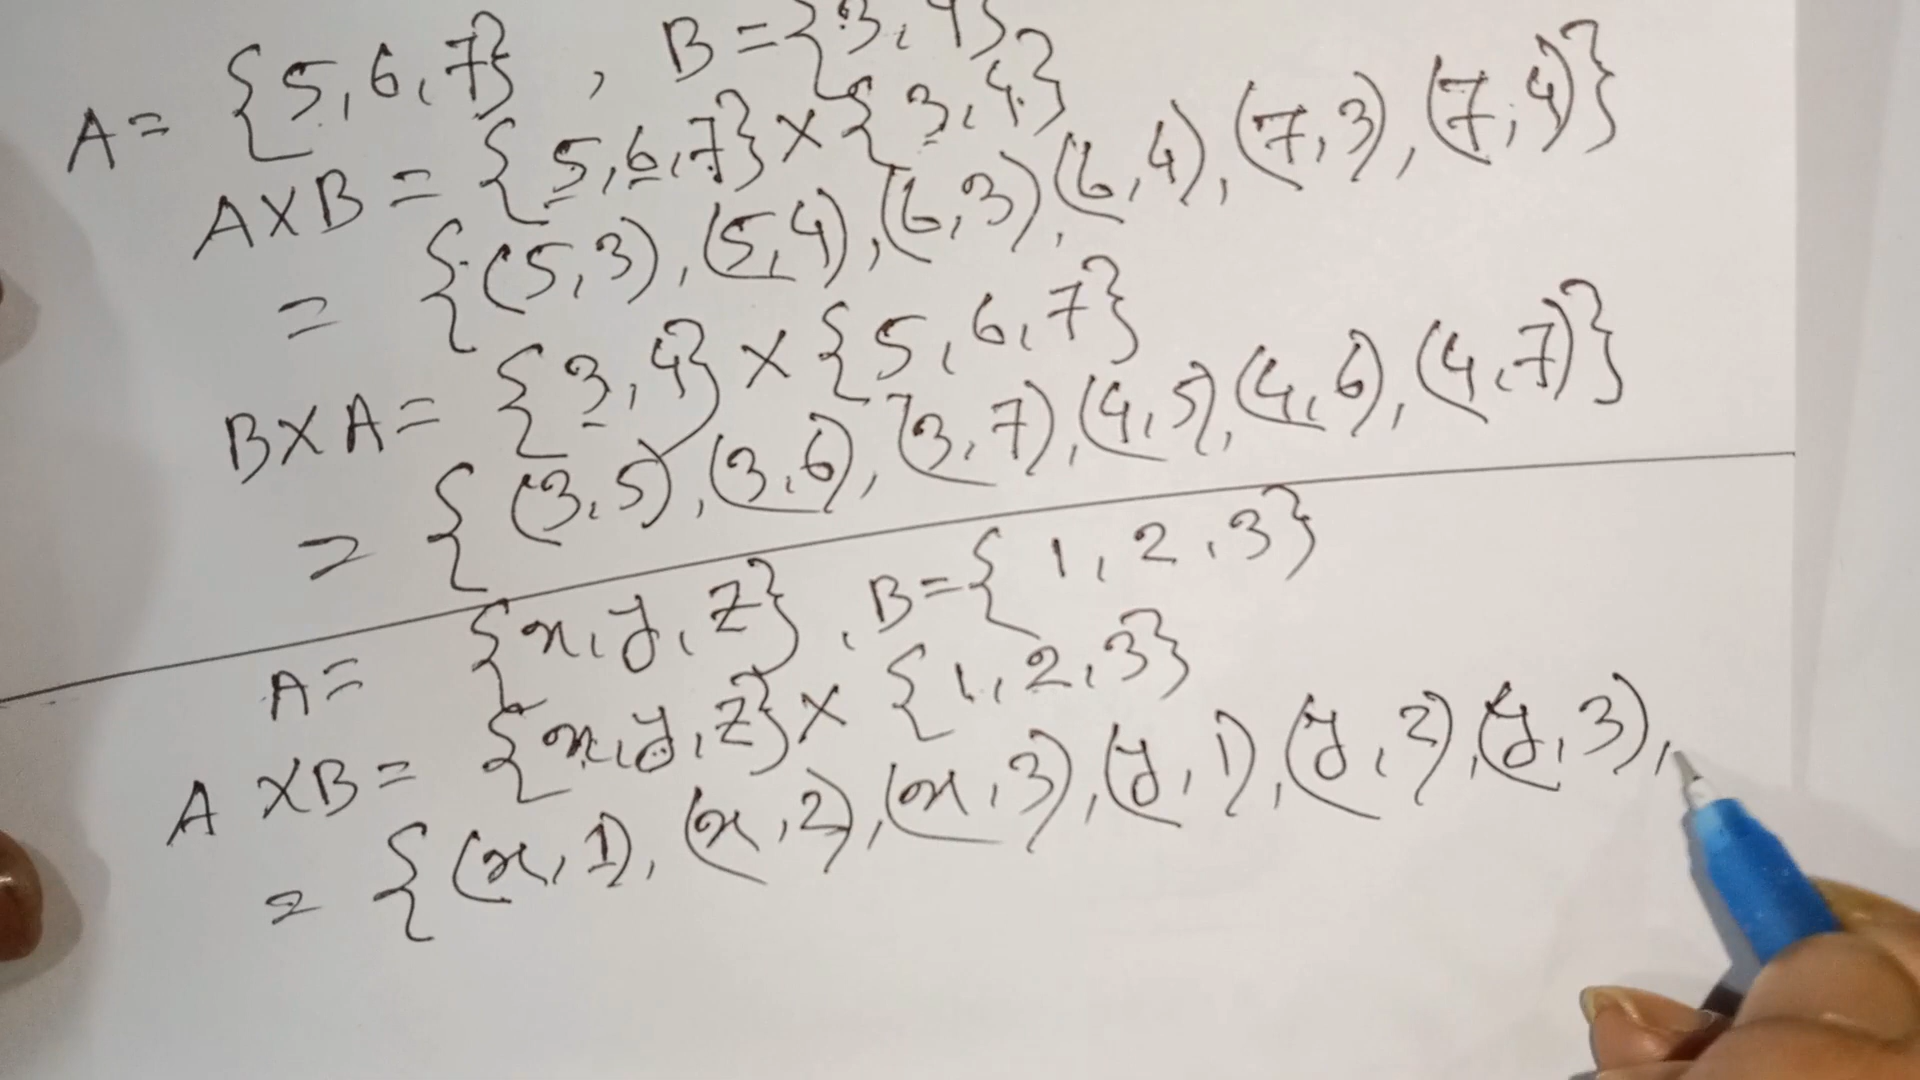 A = {5, 6, 7} , B = {3, 4}
A X B = {5, 6, 7} X {3, 4}
= {(5, 3), (5, 4), (6, 3), (6, 4), (7, 3), (7, 4)}
B X A = {3, 4} X {5, 6, 7}
= {(3, 5), (3, 6), (3, 7), (4, 5), (4, 6), (4, 7)}
A = {x, y, z} , B = {1, 2, 3}
A X B = {x, y, z} X {1, 2, 3}
= {(x, 1), (x, 2), (x, 3), (y, 1), (y, 2), (y, 3),